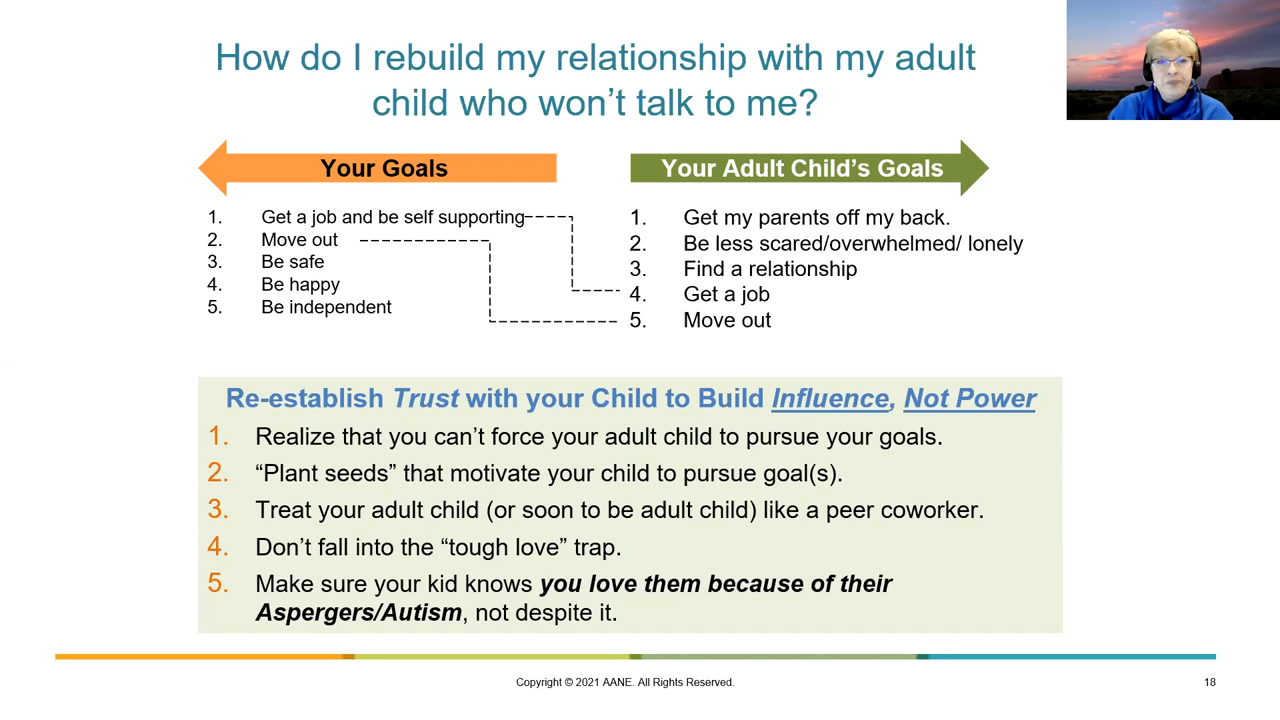 How do I rebuild my relationship with my adult
child who won’t talk to me?
Your Goals
1. Get a job and be self supporting
2. Move out
3. Be safe
4. Be happy
5. Be independent
Your Adult Child’s Goals
1. Get my parents off my back.
2. Be less scared/overwhelmed/ lonely
3. Find a relationship
4. Get a job
5. Move out
Re-establish Trust with your Child to Build Influence, Not Power
1. Realize that you can’t force your adult child to pursue your goals.
2. “Plant seeds” that motivate your child to pursue goal(s).
3. Treat your adult child (or soon to be adult child) like a peer coworker.
4. Don’t fall into the “tough love” trap.
5. Make sure your kid knows you love them because of their
Aspergers/Autism, not despite it.
Copyright © 2021 AANE. All Rights Reserved.
18